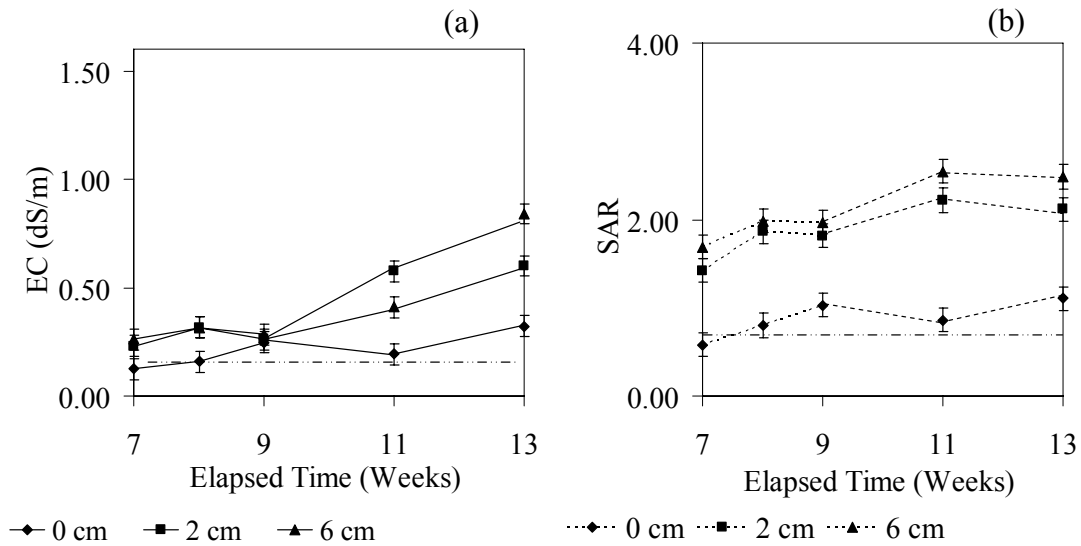 (a)
1.50
1.00
0.50
0.00
EC (dS/m)
7 9 11 13
Elapsed Time (Weeks)
0 cm 2 cm 6 cm
(b)
4.00
2.00
0.00
SAR
7 9 11 13
Elapsed Time (Weeks)
0 cm 2 cm 6 cm